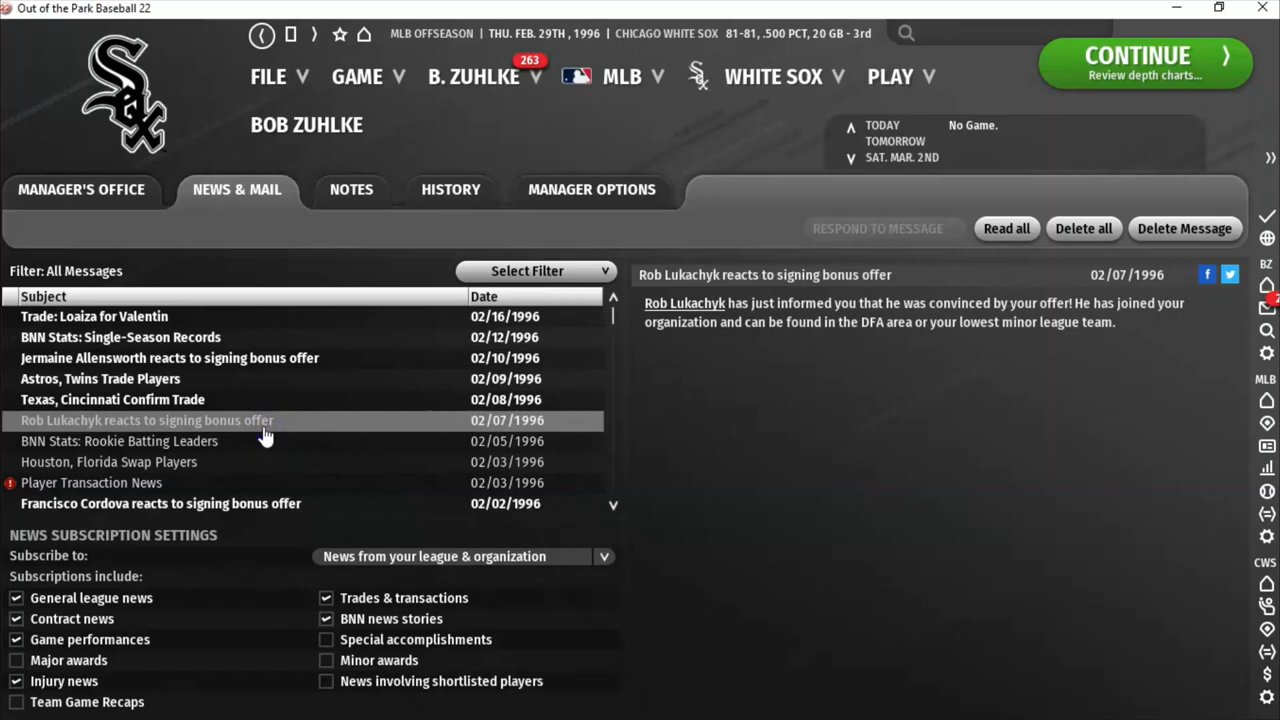 Out of the Park Baseball 22
MLB OFFSEASON | THU. FEB. 29TH , 1996 | CHICAGO WHITE SOX 81-81, .500 PCT, 20 GB - 3rd
FILE GAME B. ZUHLKE 263 MLB WHITE SOX PLAY
CONTINUE
Review depth charts...
Sox
BOB ZUHLKE
TODAY No Game.
TOMORROW
SAT. MAR. 2ND
MANAGER'S OFFICE NEWS & MAIL NOTES HISTORY MANAGER OPTIONS
RESPOND TO MESSAGE Read all Delete all Delete Message
Filter: All Messages Select Filter
Subject Date
Trade: Loaiza for Valentin 02/16/1996
BNN Stats: Single-Season Records 02/12/1996
Jermaine Allensworth reacts to signing bonus offer 02/10/1996
Astros, Twins Trade Players 02/09/1996
Texas, Cincinnati Confirm Trade 02/08/1996
Rob Lukachyk reacts to signing bonus offer 02/07/1996
BNN Stats: Rookie Batting Leaders 02/05/1996
Houston, Florida Swap Players 02/03/1996
Player Transaction News 02/03/1996
Francisco Cordova reacts to signing bonus offer 02/02/1996
Rob Lukachyk reacts to signing bonus offer 02/07/1996
Rob Lukachyk has just informed you that he was convinced by your offer! He has joined your
organization and can be found in the DFA area or your lowest minor league team.
NEWS SUBSCRIPTION SETTINGS
Subscribe to: News from your league & organization
Subscriptions include:
General league news Trades & transactions
Contract news BNN news stories
Game performances Special accomplishments
Major awards Minor awards
Injury news News involving shortlisted players
Team Game Recaps
BZ
2
MLB
CWS